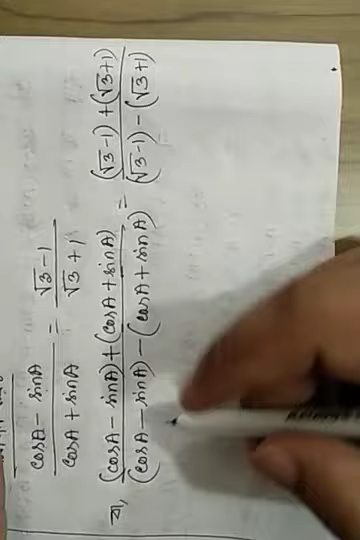 cosA - sinA / cosA + sinA = √3 - 1 / √3 + 1
বা, (cosA - sinA) + (cosA + sinA) / (cosA - sinA) - (cosA + sinA) = (√3 - 1) + (√3 + 1) / (√3 - 1) - (√3 + 1)